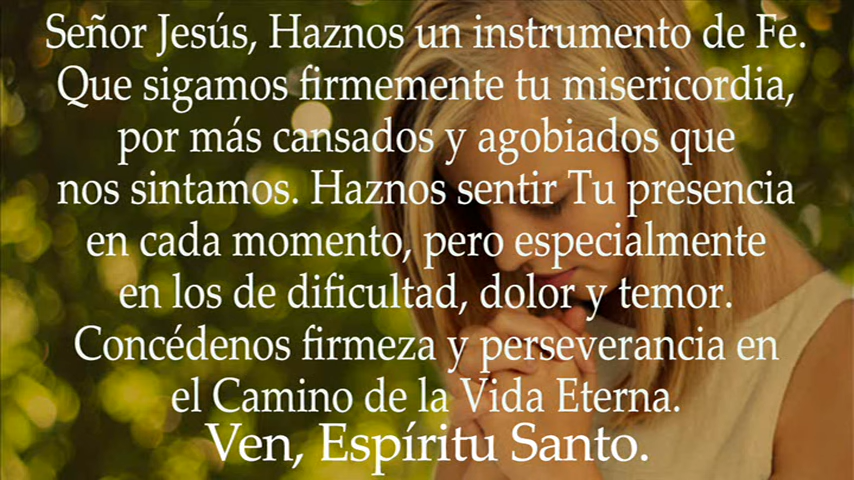 Señor Jesús, Haznos un instrumento de Fe.
Que sigamos firmemente tu misericordia,
por más cansados y agobiados que
nos sintamos. Haznos sentir Tu presencia
en cada momento, pero especialmente
en los de dificultad, dolor y temor.
Concédenos firmeza y perseverancia en
el Camino de la Vida Eterna.
Ven, Espíritu Santo.